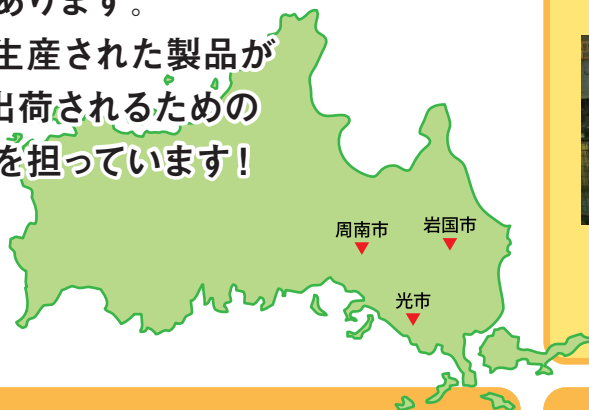 あります。
生産された製品が
出荷されるための
を担っています!
周南市
岩国市
光市